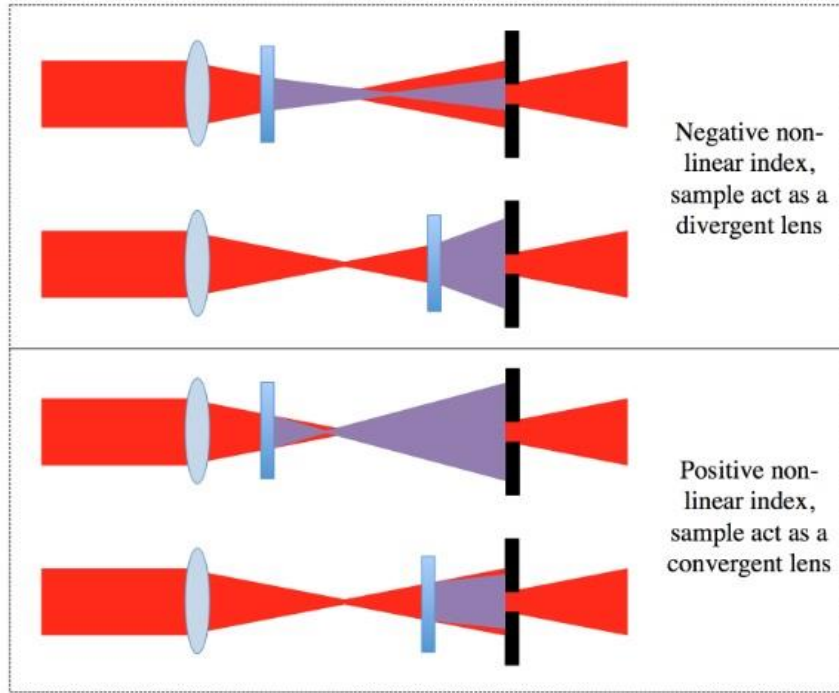 Negative non-
linear index,
sample act as a
divergent lens
Positive non-
linear index,
sample act as a
convergent lens